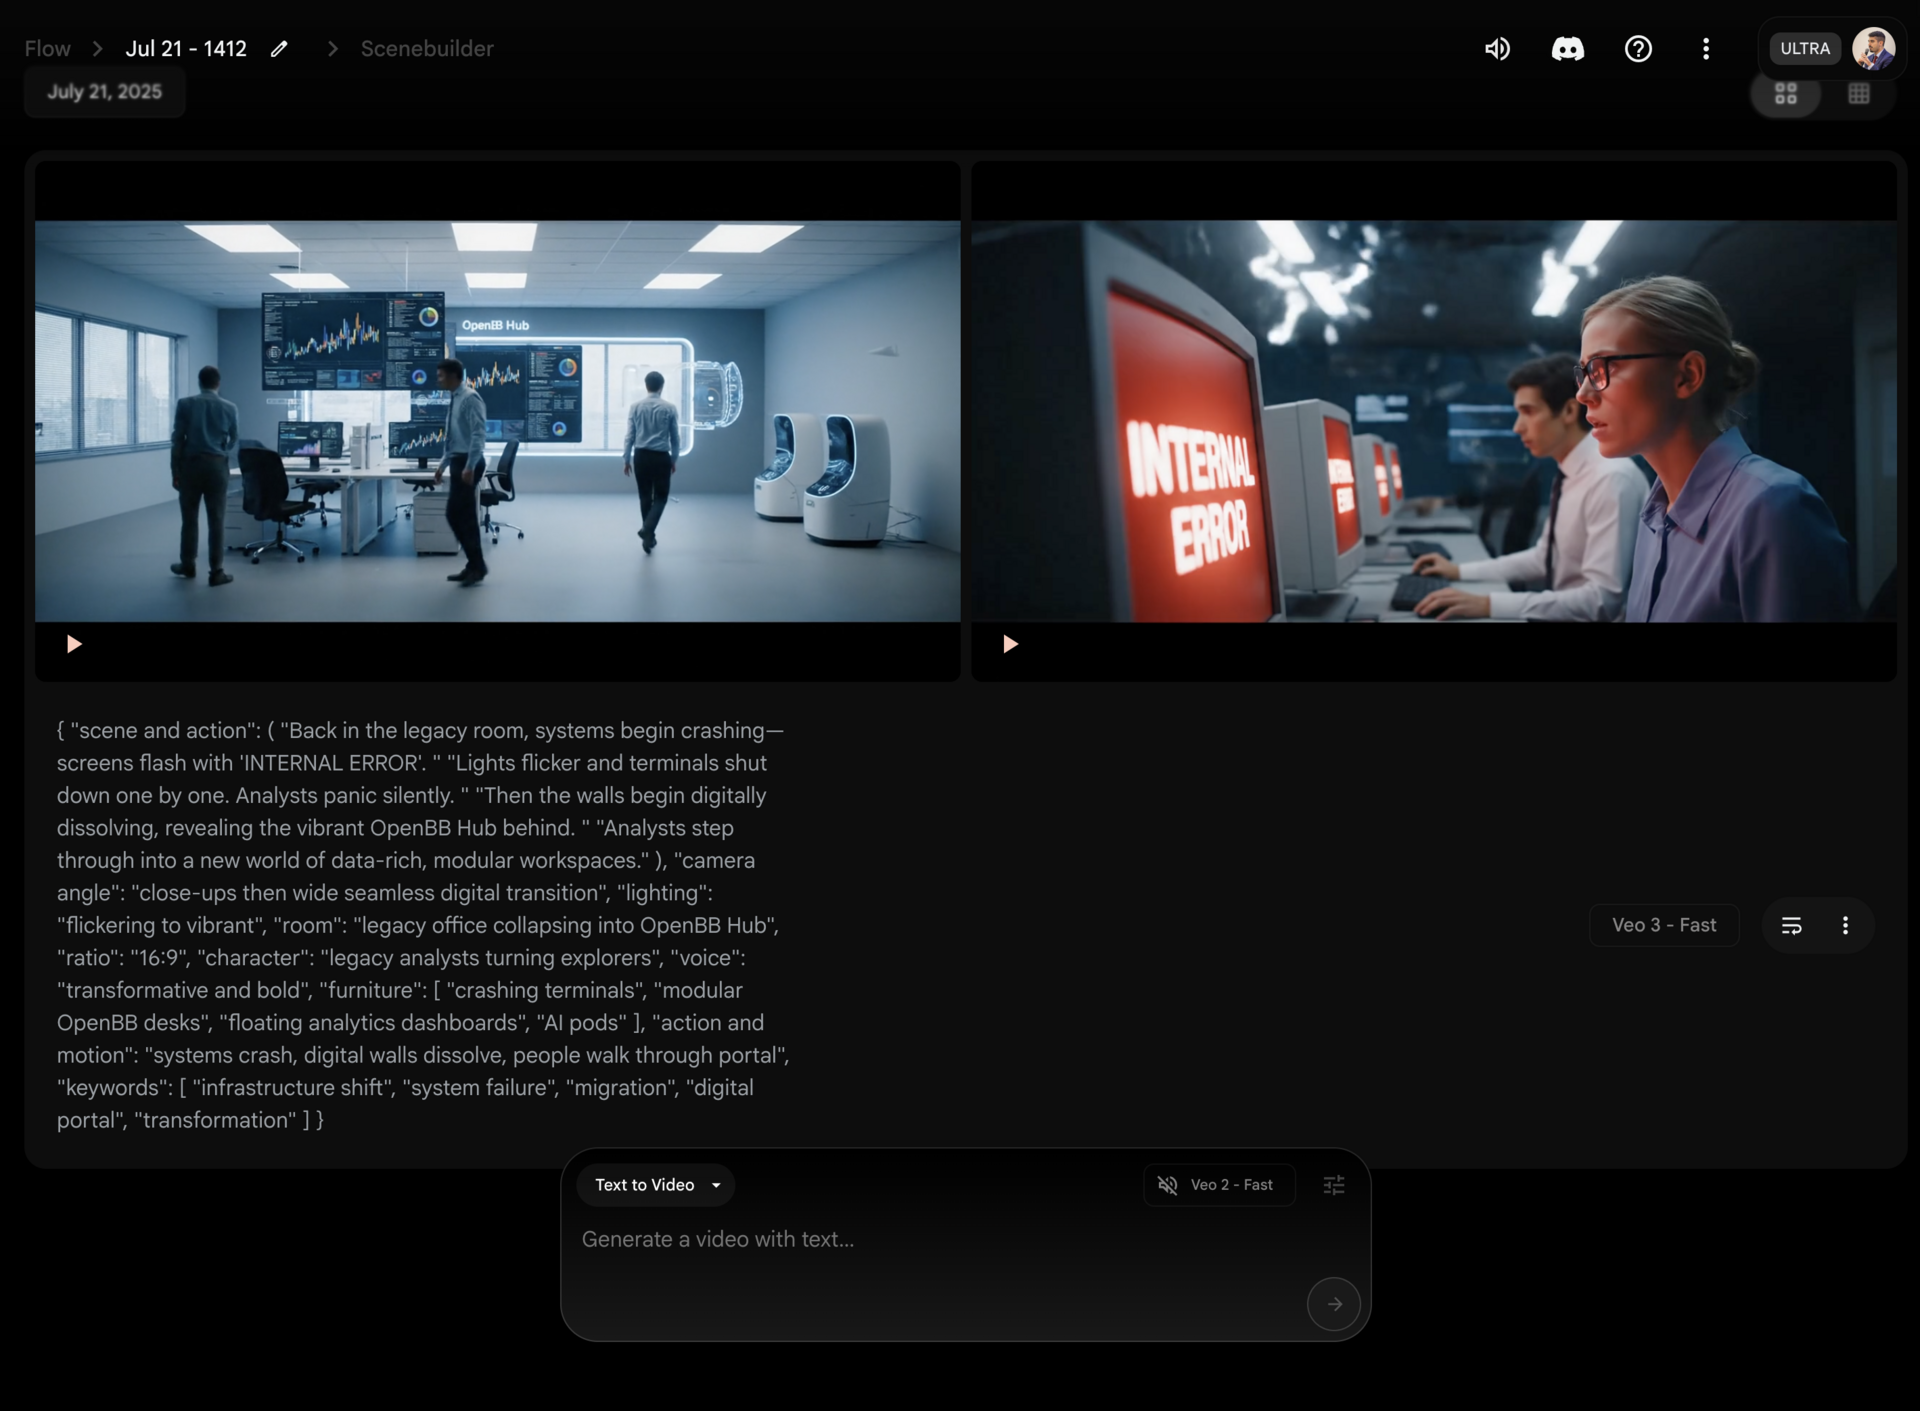 Flow
Jul 21 - 1412
Scenebuilder
ULTRA
July 21, 2025
OpenBB Hub
INTERNAL
ERROR
INTERNAL
ERROR
{ "scene and action": ( "Back in the legacy room, systems begin crashing—
screens flash with 'INTERNAL ERROR'. " "Lights flicker and terminals shut
down one by one. Analysts panic silently. " "Then the walls begin digitally
dissolving, revealing the vibrant OpenBB Hub behind. " "Analysts step
through into a new world of data-rich, modular workspaces." ), "camera
angle": "close-ups then wide seamless digital transition", "lighting":
"flickering to vibrant", "room": "legacy office collapsing into OpenBB Hub",
"ratio": "16:9", "character": "legacy analysts turning explorers", "voice":
"transformative and bold", "furniture": [ "crashing terminals", "modular
OpenBB desks", "floating analytics dashboards", "AI pods" ], "action and
motion": "systems crash, digital walls dissolve, people walk through portal",
"keywords": [ "infrastructure shift", "system failure", "migration", "digital
portal", "transformation" ] }
Veo 3 - Fast
Text to Video
Veo 2 - Fast
Generate a video with text...